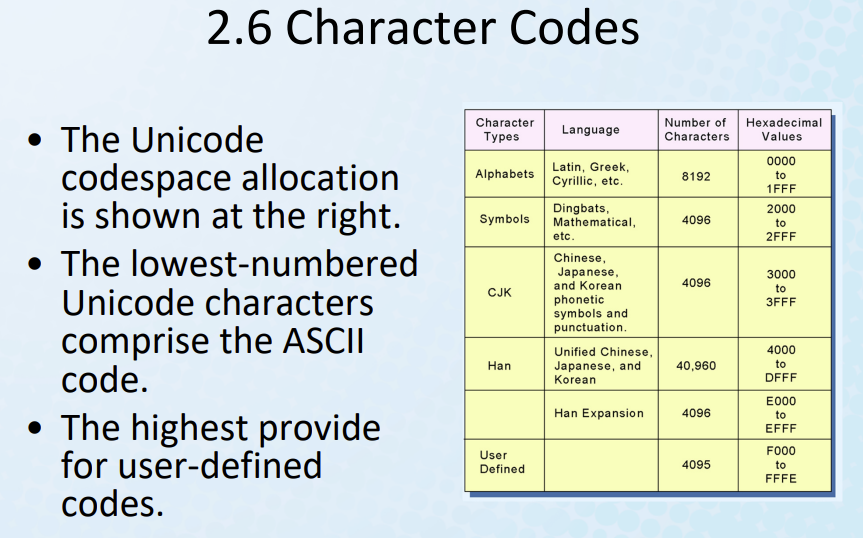 2.6 Character Codes
• The Unicode
codespace allocation
is shown at the right.
• The lowest-numbered
Unicode characters
comprise the ASCII
code.
• The highest provide
for user-defined
codes.
Character
Types
Language
Number of
Characters
Hexadecimal
Values
Alphabets
Latin, Greek,
Cyrillic, etc.
8192
0000
to
1FFF
Symbols
Dingbats,
Mathematical,
etc.
4096
2000
to
2FFF
CJK
Chinese,
Japanese,
and Korean
phonetic
symbols and
punctuation.
4096
3000
to
3FFF
Han
Unified Chinese,
Japanese, and
Korean
40,960
4000
to
DFFF
Han Expansion
4096
E000
to
EFFF
User
Defined
4095
F000
to
FFFE